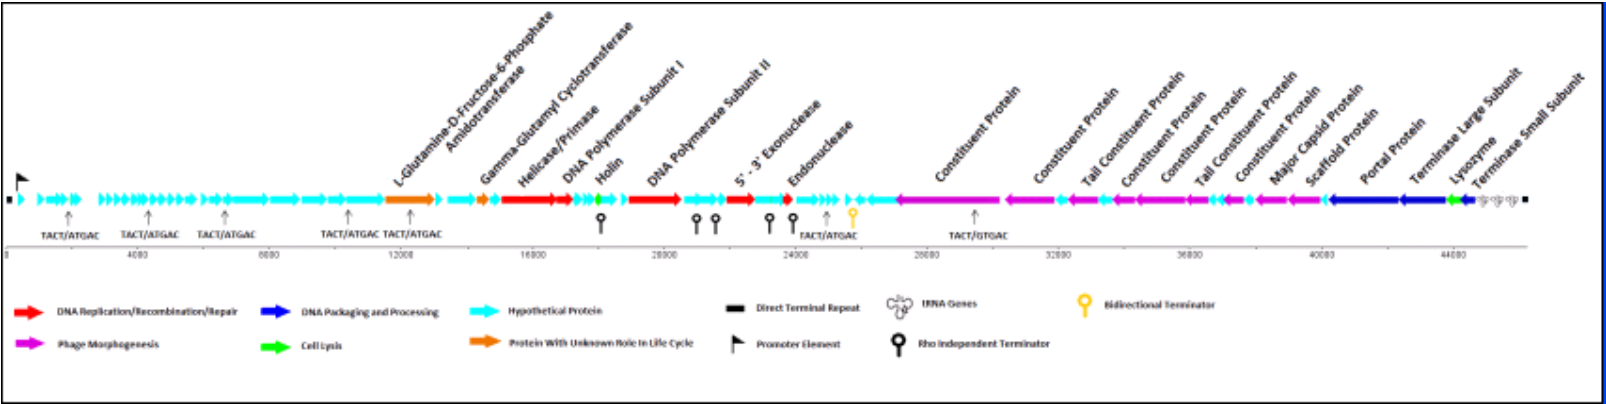 L-Glutamine-D-Fructose-6-Phosphate
Amidotransferase
Gamma-Glutamyl Cyclotransferase
Helicase/Primase
DNA Polymerase Subunit I
Holin
DNA Polymerase Subunit II
5' - 3' Exonuclease
Endonuclease
Constituent Protein
Constituent Protein
Tail Constituent Protein
Constituent Protein
Constituent Protein
Tail Constituent Protein
Constituent Protein
Major Capsid Protein
Scaffold Protein
Portal Protein
Terminase Large Subunit
Lysozyme
Terminase Small Subunit
TACT/ATGAC TACT/ATGAC TACT/ATGAC TACT/ATGAC TACT/ATGAC TACT/ATGAC TACT/GTGAC
0 4000 8000 12000 16000 20000 24000 28000 32000 36000 40000 44000
DNA Replication/Recombination/Repair DNA Packaging and Processing Hypothetical Protein Direct Terminal Repeat tRNA Genes Bidirectional Terminator
Phage Morphogenesis Cell Lysis Protein With Unknown Role In Life Cycle Promoter Element Rho Independent Terminator